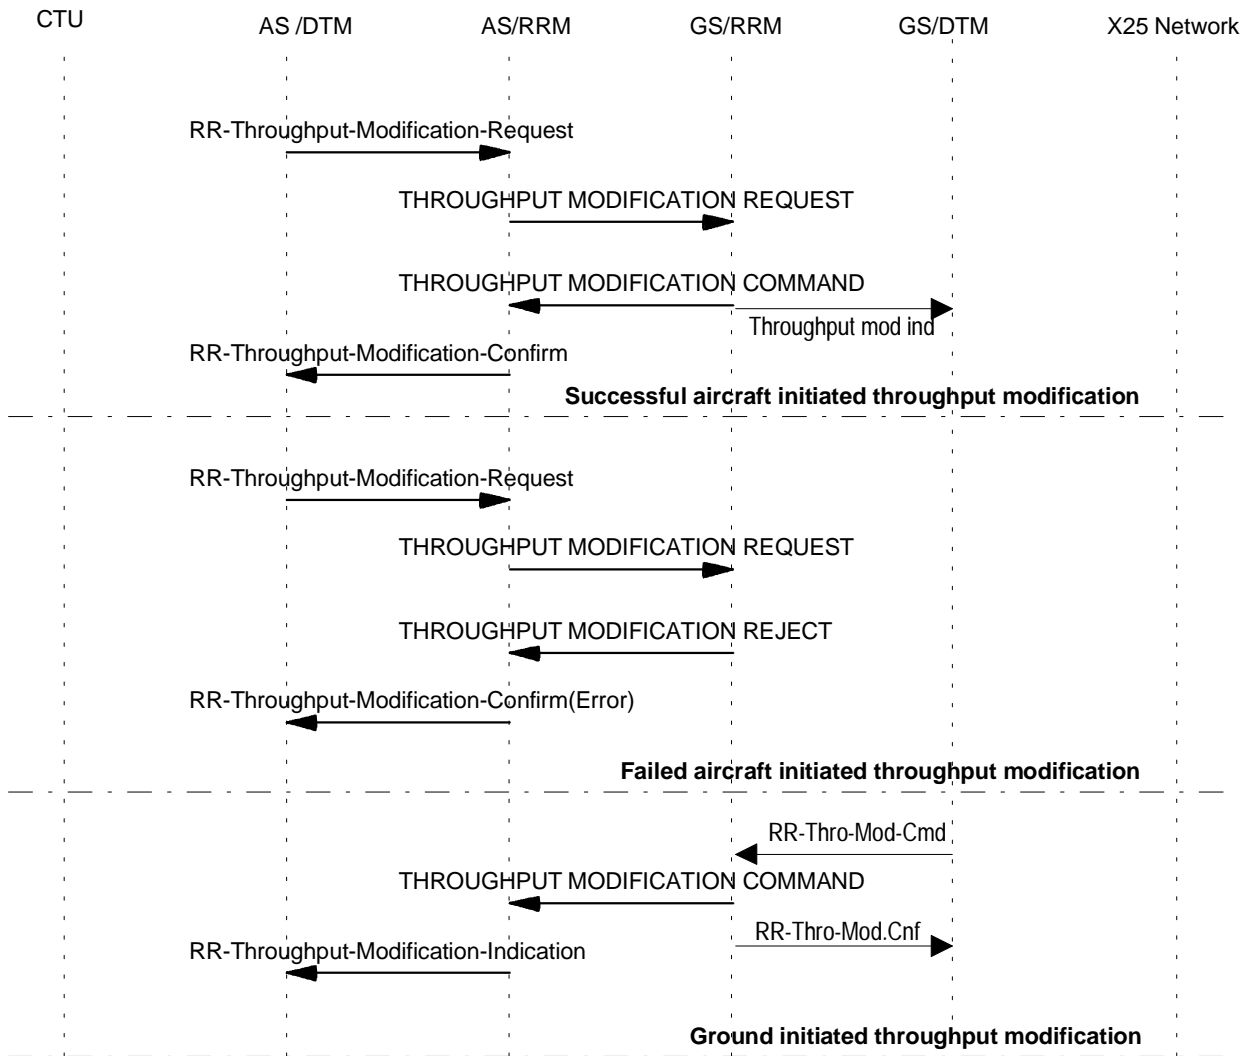 CTU
AS /DTM
AS/RRM
GS/RRM
GS/DTM
X25 Network
RR-Throughput-Modification-Request
THROUGHPUT MODIFICATION REQUEST
THROUGHPUT MODIFICATION COMMAND
Throughput mod ind
RR-Throughput-Modification-Confirm
Successful aircraft initiated throughput modification
RR-Throughput-Modification-Request
THROUGHPUT MODIFICATION REQUEST
THROUGHPUT MODIFICATION REJECT
RR-Throughput-Modification-Confirm(Error)
Failed aircraft initiated throughput modification
RR-Thro-Mod-Cmd
THROUGHPUT MODIFICATION COMMAND
RR-Thro-Mod.Cnf
RR-Throughput-Modification-Indication
Ground initiated throughput modification